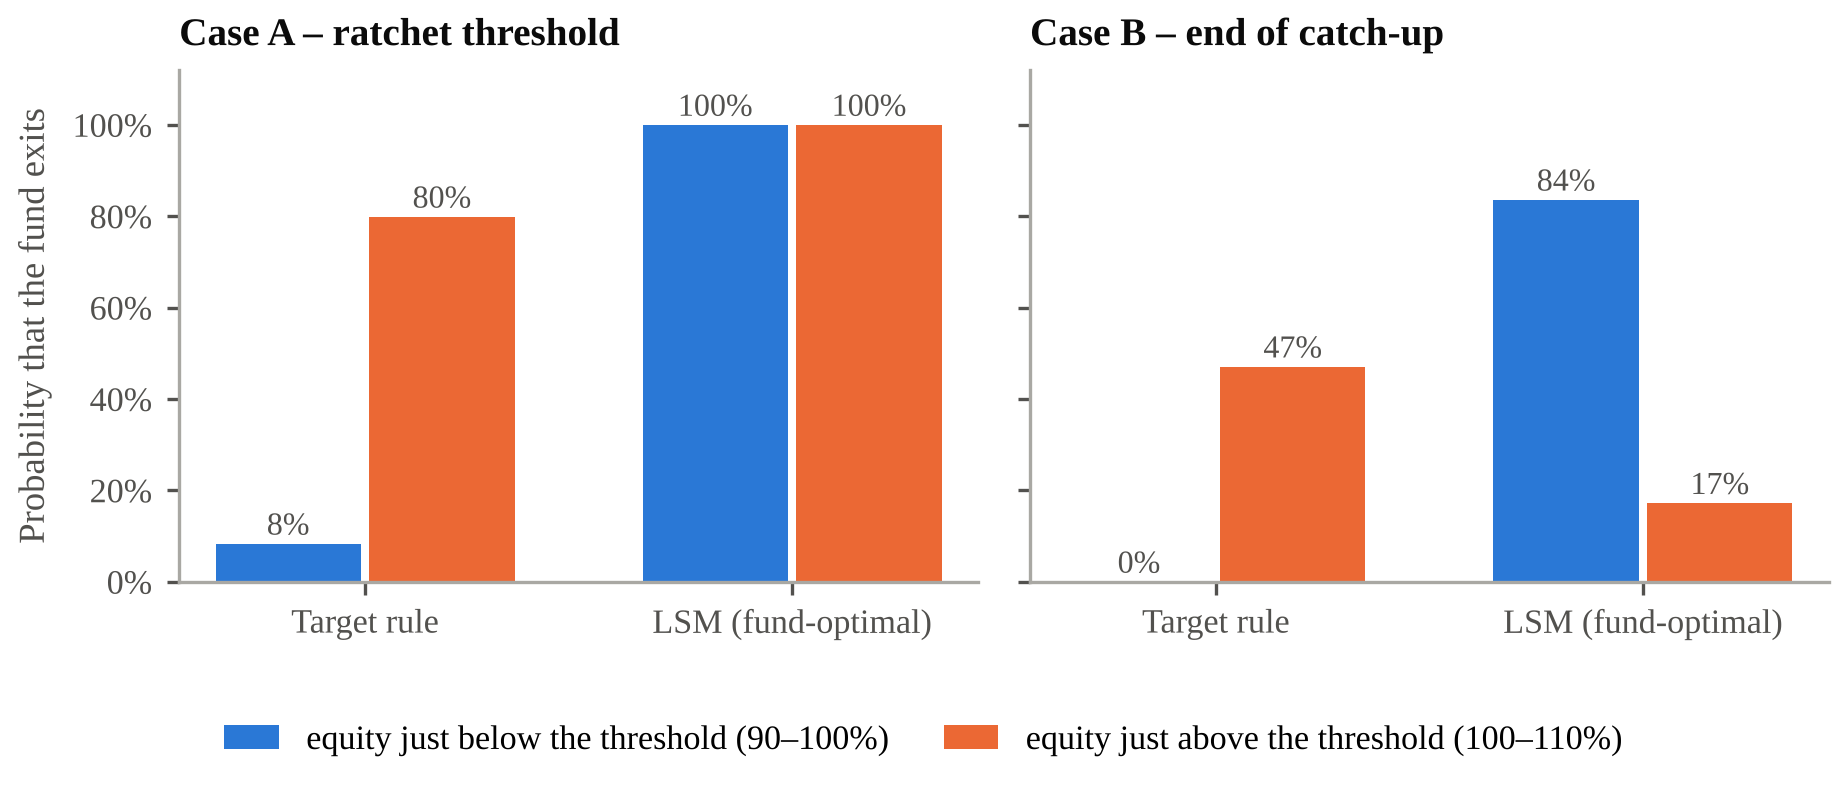 Case A – ratchet threshold
Probability that the fund exits
100%
80%
60%
40%
20%
0%
8%
80%
100%
100%
Target rule
LSM (fund-optimal)
Case B – end of catch-up
0%
47%
84%
17%
Target rule
LSM (fund-optimal)
equity just below the threshold (90–100%)
equity just above the threshold (100–110%)